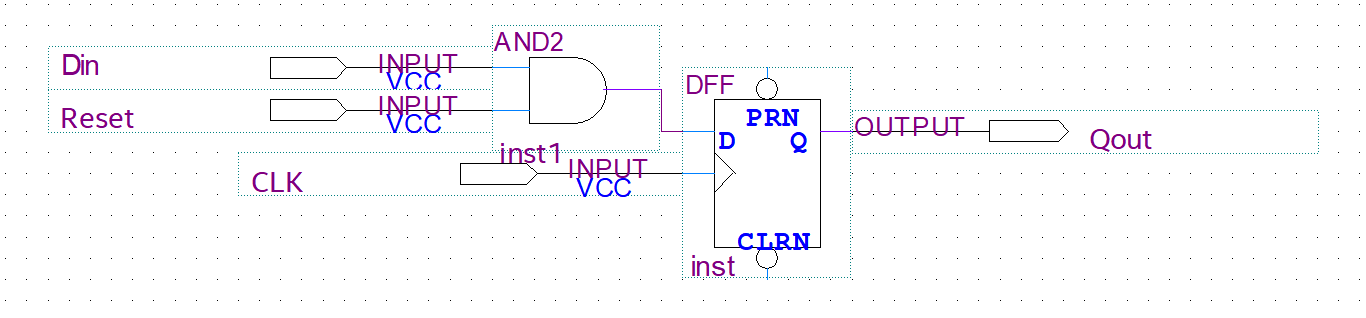 AND2
Din
INPUT
VCC
DFF
Reset
INPUT
VCC
PRN
OUTPUT
D
Q
Qout
inst1
CLK
INPUT
VCC
CLRN
inst